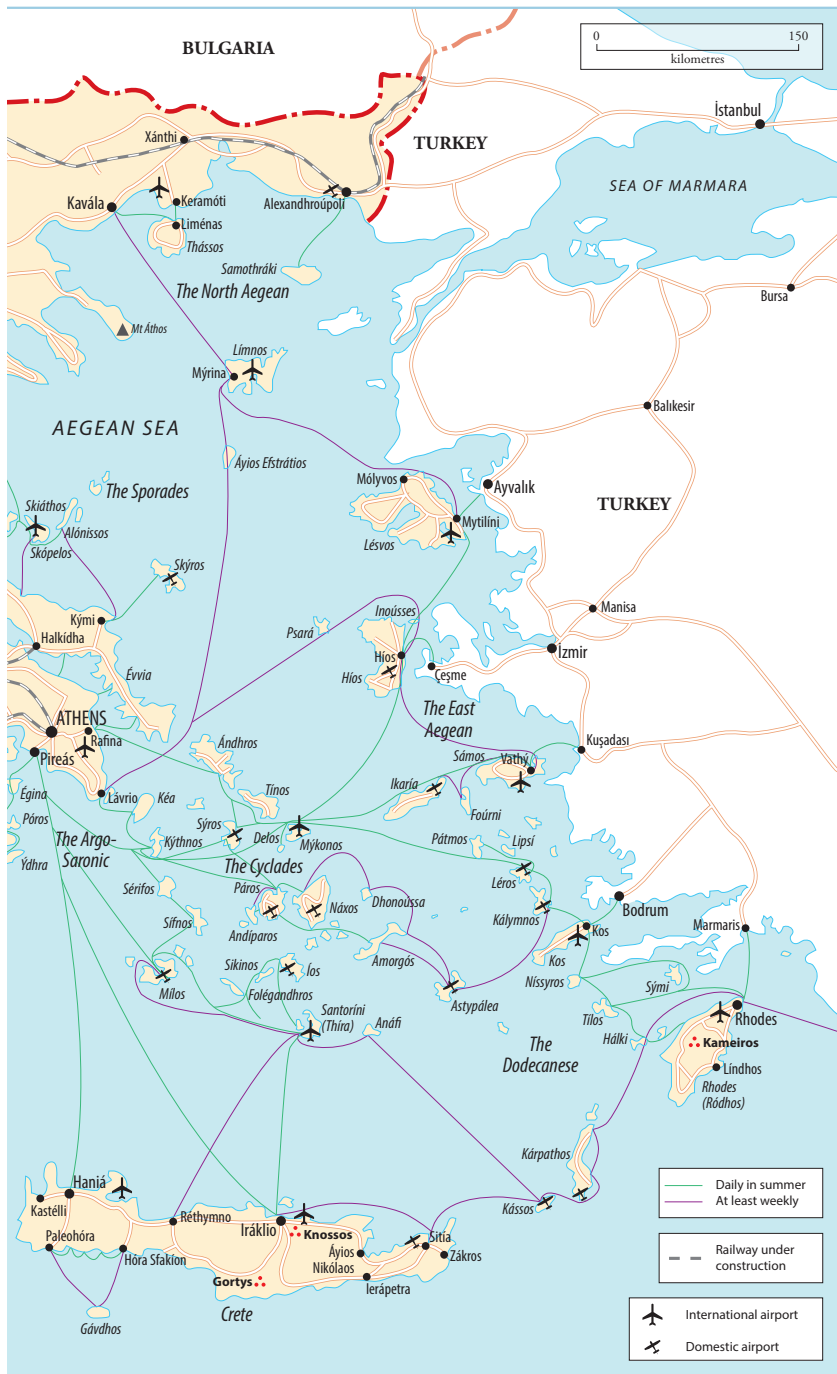 BULGARIA
0
150
kilometres
İstanbul
Xánthi
TURKEY
SEA OF MARMARA
Kavála
Keramóti
Alexandhroúpoli
Liménas
Thássos
Samothráki
The North Aegean
Bursa
Mt Áthos
Límnos
Mýrina
Balıkesir
AEGEAN SEA
Áyios Efstrátios
Mólyvos
Ayvalık
The Sporades
Skiáthos
TURKEY
Alónissos
Mytilíni
Skópelos
Lésvos
Skýros
Manisa
Inoússes
Kými
Psará
Halkídha
Híos
İzmir
Évvia
Híos
Çeşme
The East
Aegean
ATHENS
Rafina
Ándhros
Kuşadası
Pireás
Sámos
Vathý
Égina
Lávrio
Kéa
Tínos
Ikaría
Foúrni
Póros
The Argo-
Saronic
Sýros
Delos
Mýkonos
Kýthnos
Pátmos
Lipsí
Ydhra
The Cyclades
Léros
Sérifos
Páros
Náxos
Dhonoússa
Kálymnos
Bodrum
Sífnos
Andíparos
Kos
Marmaris
Kos
Amorgós
Síkinos
Íos
Níssyros
Sými
Mílos
Folégandhros
Astypálea
Santoríni
(Thíra)
Anáfi
Tílos
Rhodes
Hálki
The
Dodecanese
Kameiros
Líndhos
Rhodes
(Ródhos)
Kárpathos
Haniá
Daily in summer
At least weekly
Kastélli
Réthymno
Iráklio
Kássos
Paleohóra
Knossos
Sitía
Hóra Sfakíon
Áyios
Nikólaos
Zákros
Railway under
construction
Gortys
Ierápetra
Gávdhos
Crete
International airport
Domestic airport